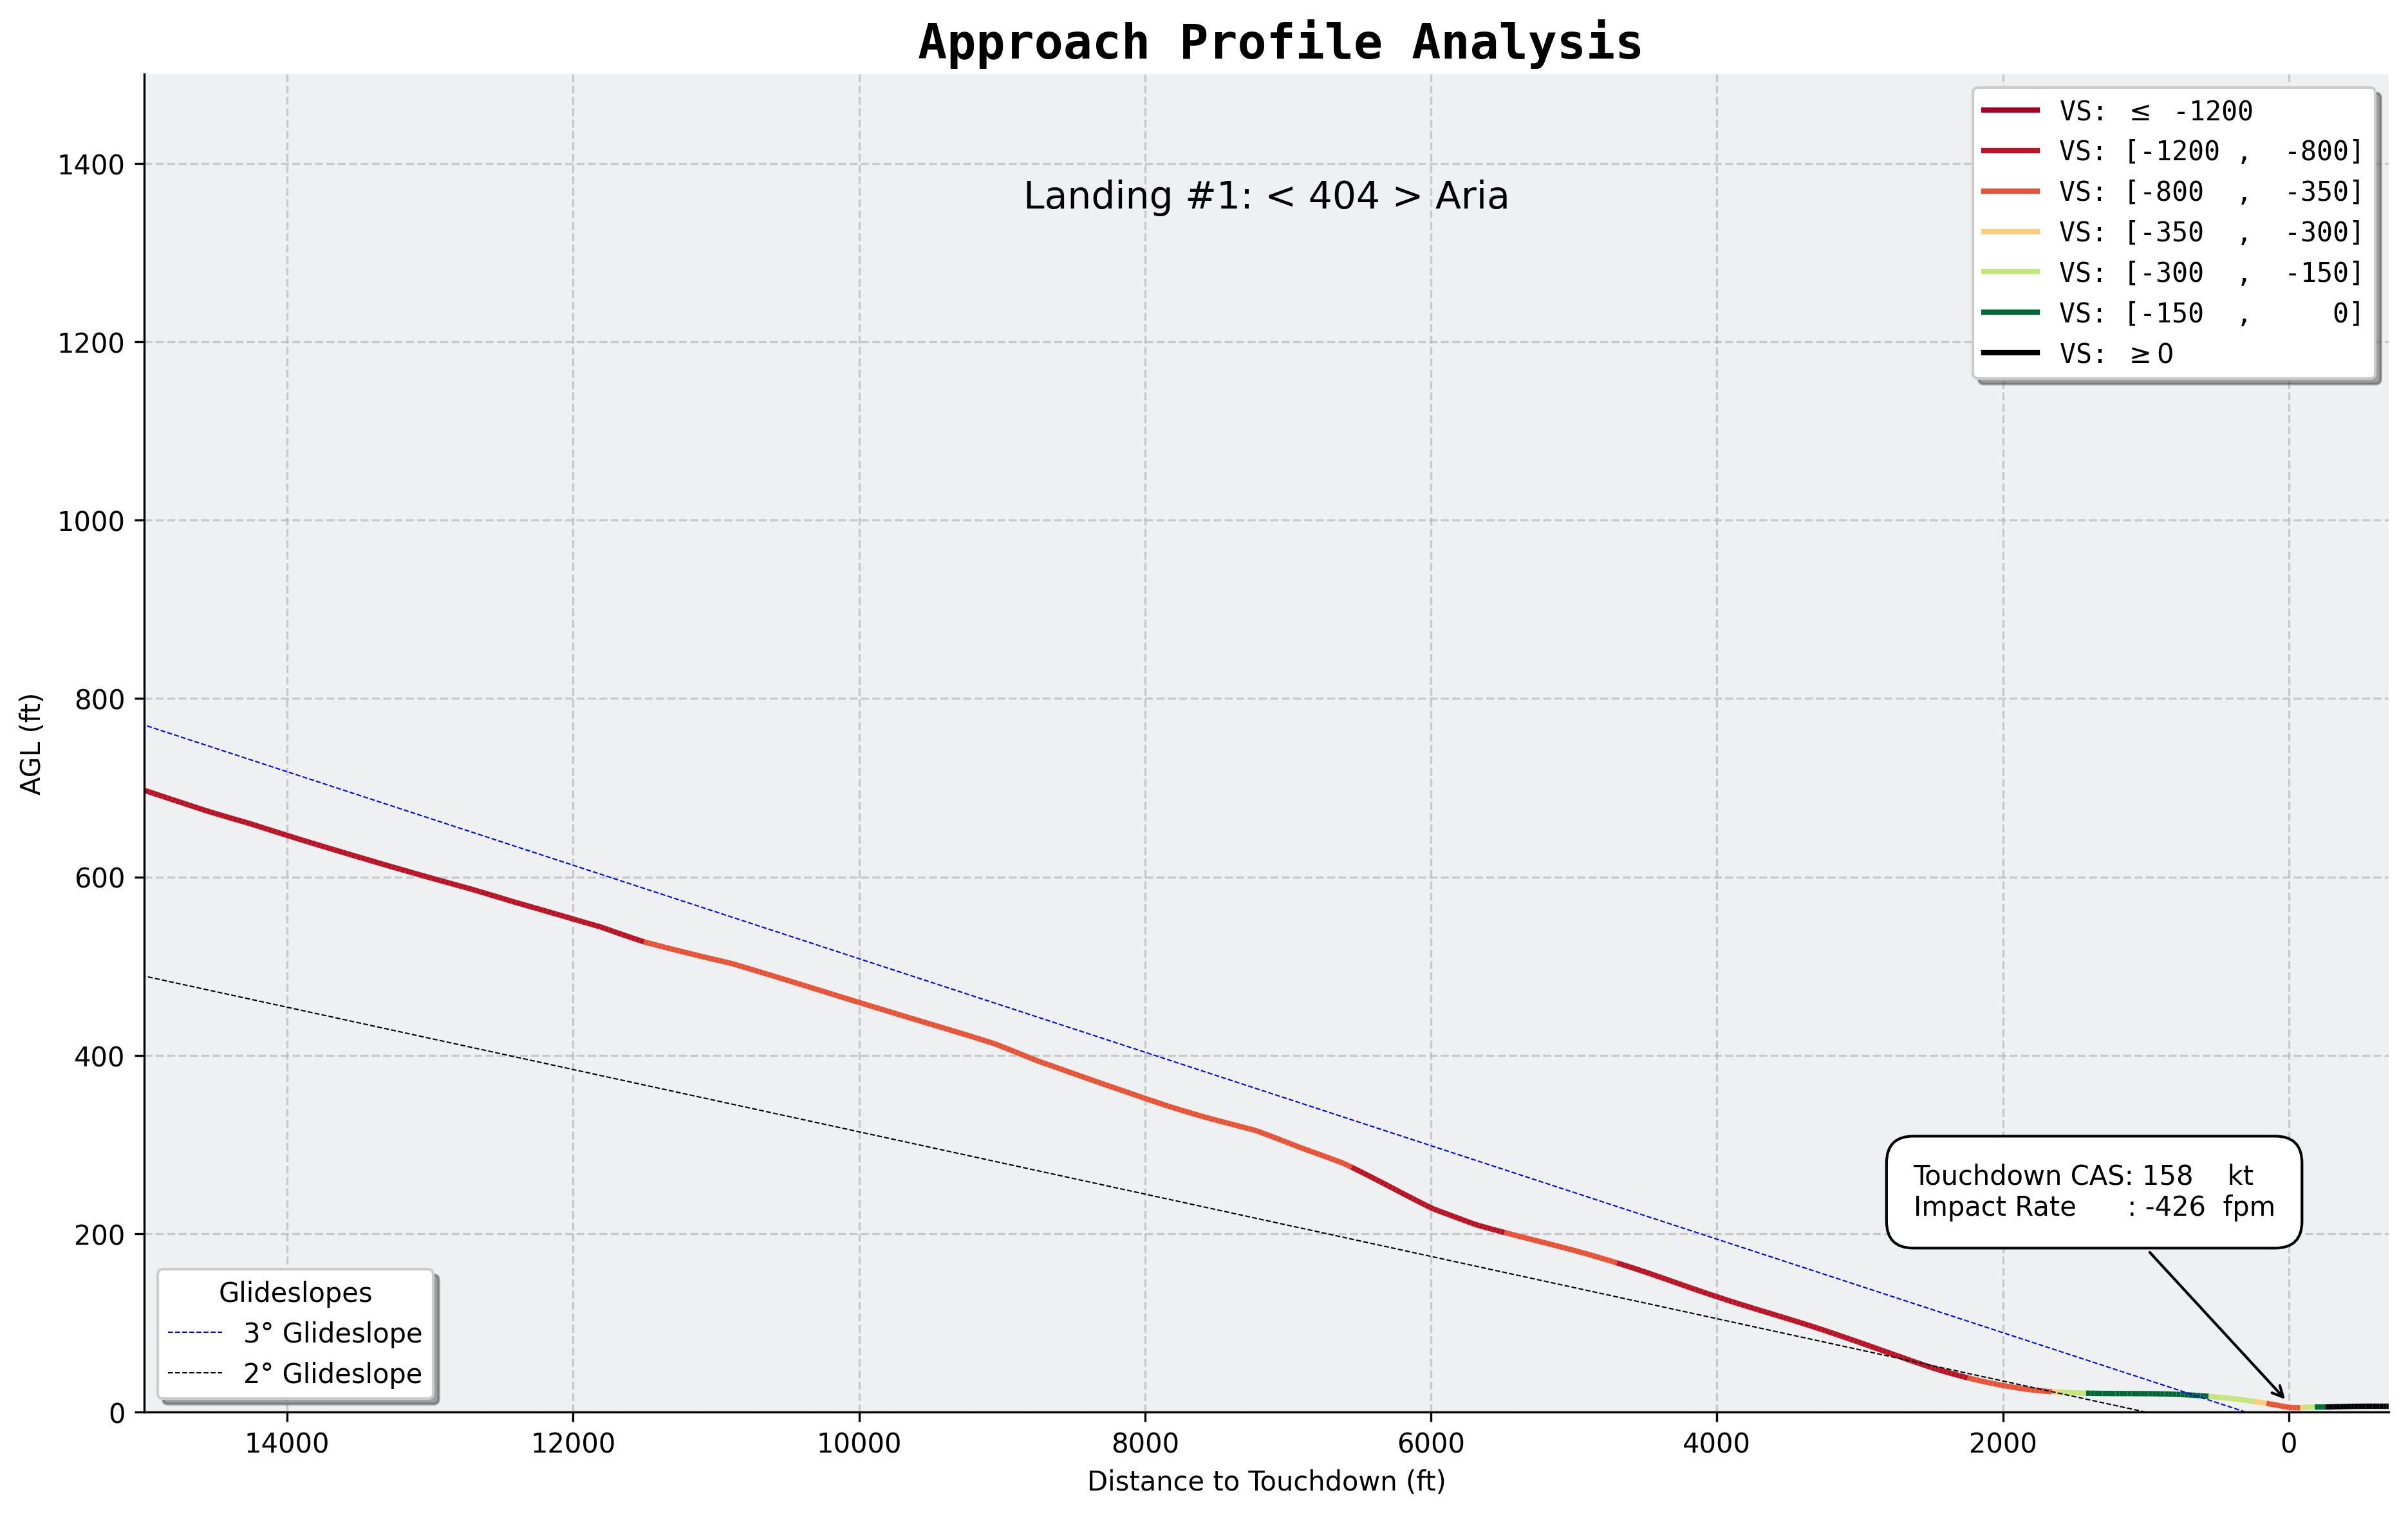 Approach Profile Analysis
Landing #1: < 404 > Aria
VS: ≤ -1200
VS: [-1200 ,  -800]
VS: [-800  ,  -350]
VS: [-350  ,  -300]
VS: [-300  ,  -150]
VS: [-150  ,     0]
VS: ≥0
AGL (ft)
1400
1200
1000
800
600
400
200
0
Touchdown CAS: 158    kt
Impact Rate      : -426  fpm
Glideslopes
3° Glideslope
2° Glideslope
14000 12000 10000 8000 6000 4000 2000 0
Distance to Touchdown (ft)